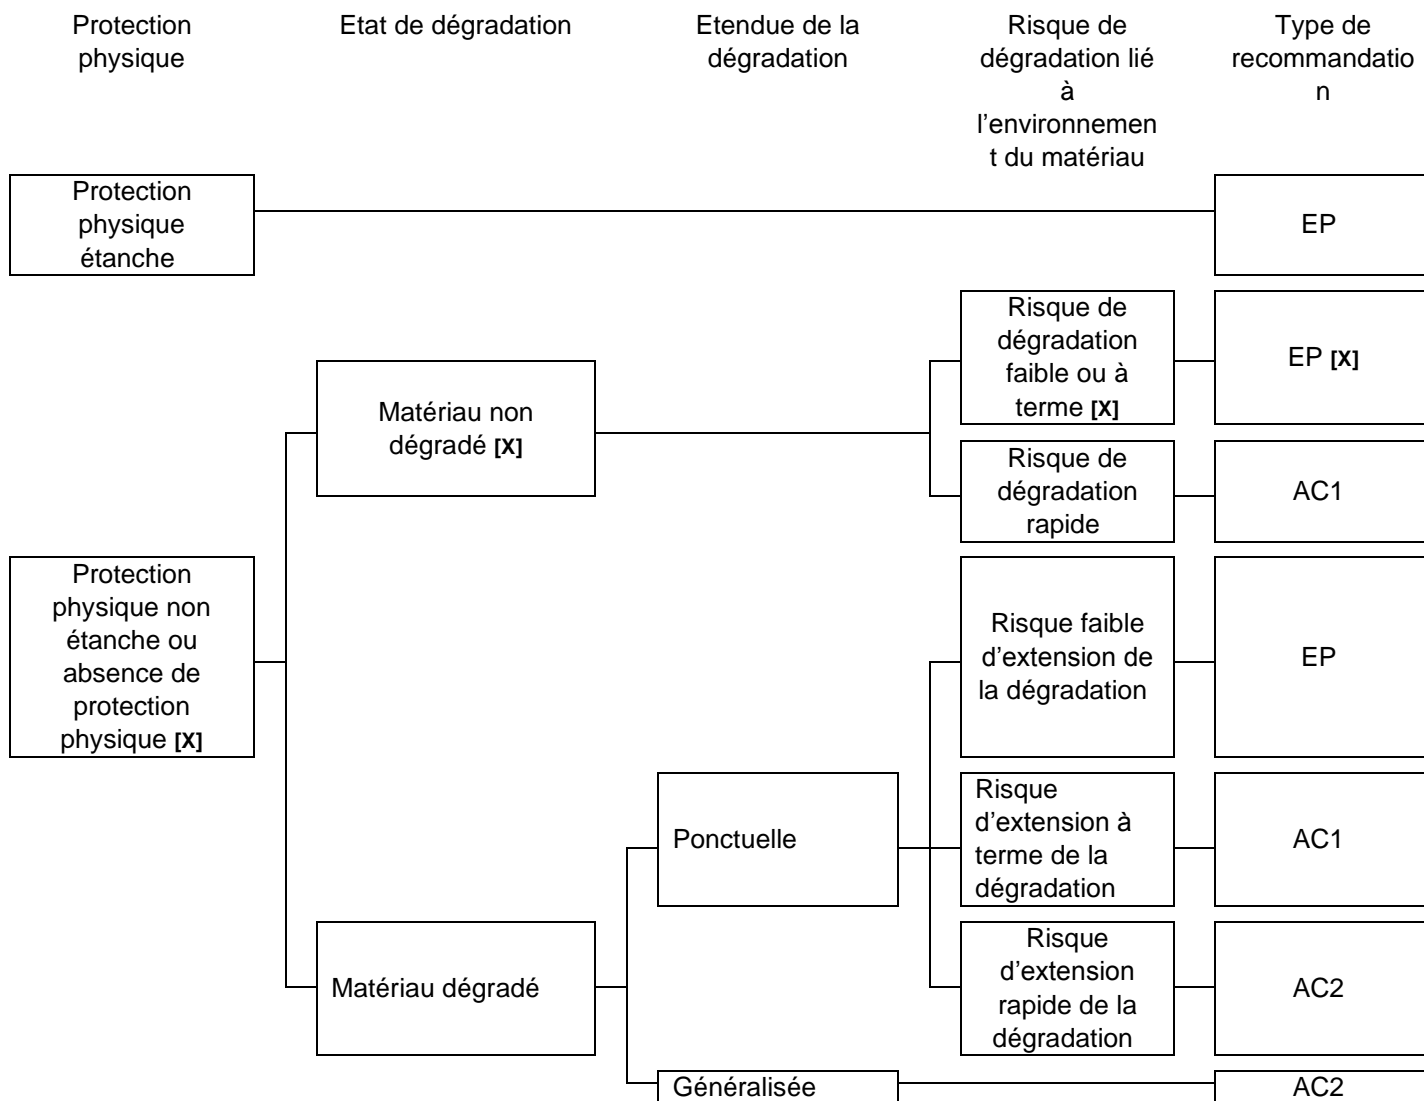 Protection
physique
Etat de dégradation
Etendue de la
dégradation
Risque de
dégradation lié
à
l'environnemen
t du matériau
Type de
recommandatio
n
Protection
physique
étanche
EP
Risque de
dégradation
faible ou à
terme [X]
EP [X]
Matériau non
dégradé [X]
Risque de
dégradation
rapide
AC1
Protection
physique non
étanche ou
absence de
protection
physique [X]
Risque faible
d'extension de
la dégradation
EP
Ponctuelle
Risque
d'extension à
terme de la
dégradation
AC1
Matériau dégradé
Risque
d'extension
rapide de la
dégradation
AC2
Généralisée
AC2